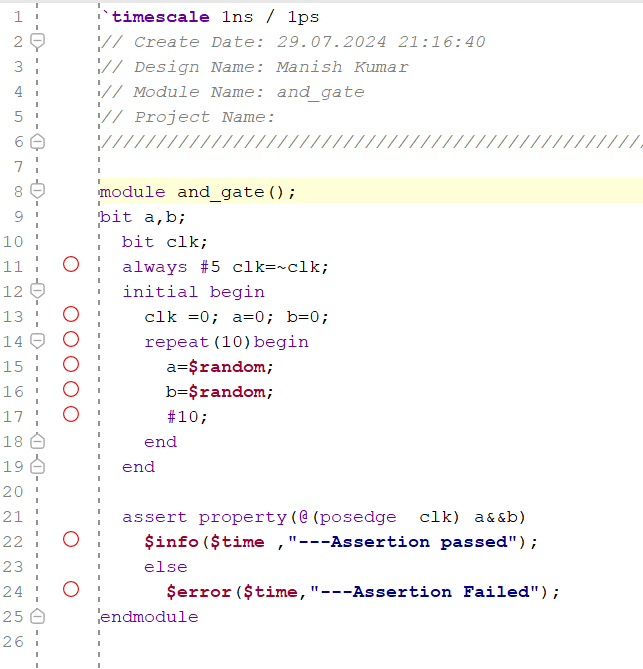 1 `timescale 1ns / 1ps
2 // Create Date: 29.07.2024 21:16:40
3 // Design Name: Manish Kumar
4 // Module Name: and_gate
5 // Project Name:
6 //////////////////////////////////////////////////
7
8 module and_gate();
9 bit a,b;
10 bit clk;
11 always #5 clk=~clk;
12 initial begin
13 clk =0; a=0; b=0;
14 repeat(10)begin
15 a=$random;
16 b=$random;
17 #10;
18 end
19 end
20
21 assert property(@(posedge  clk) a&&b)
22 $info($time ,"---Assertion passed");
23 else
24 $error($time,"---Assertion Failed");
25 endmodule
26